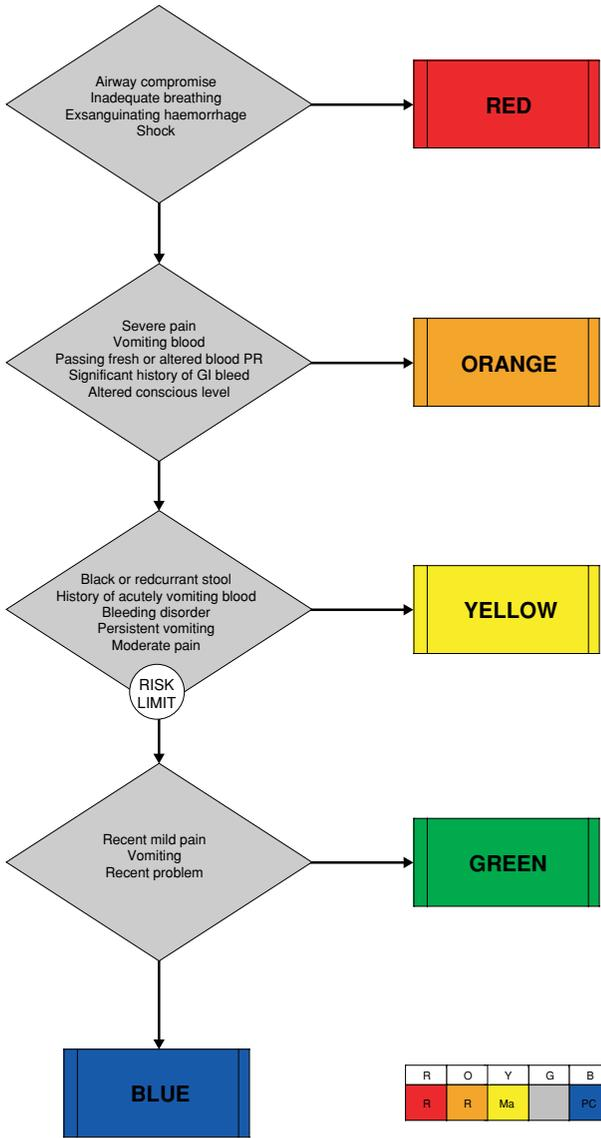 Airway compromise
Inadequate breathing
Exsanguinating haemorrhage
Shock
RED
Severe pain
Vomiting blood
Passing fresh or altered blood PR
Significant history of GI bleed
Altered conscious level
ORANGE
Black or redcurrant stool
History of acutely vomiting blood
Bleeding disorder
Persistent vomiting
Moderate pain
YELLOW
RISK
LIMIT
Recent mild pain
Vomiting
Recent problem
GREEN
BLUE
R O Y G B
R R Ma PC